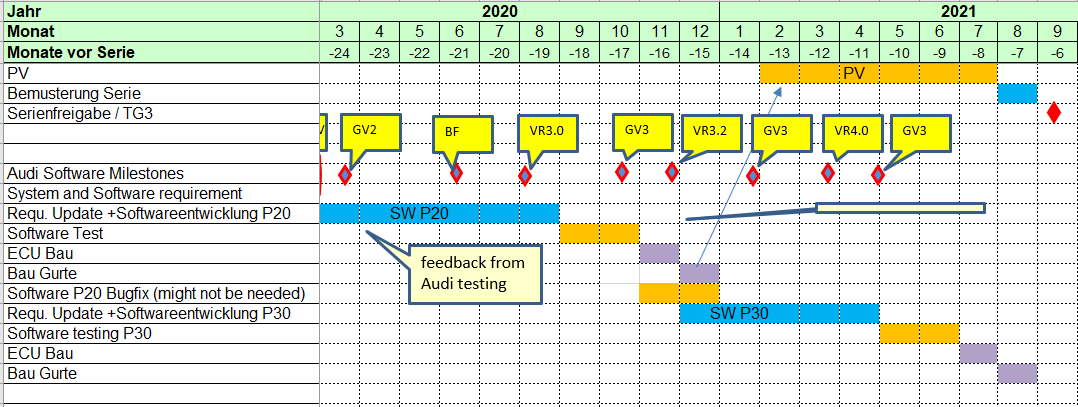 Jahr 2020 2021
Monat 3 4 5 6 7 8 9 10 11 12 1 2 3 4 5 6 7 8 9
Monate vor Serie -24 -23 -22 -21 -20 -19 -18 -17 -16 -15 -14 -13 -12 -11 -10 -9 -8 -7 -6
PV PV
Bemusterung Serie
Serienfreigabe / TG3
GV2 BF VR3.0 GV3 VR3.2 GV3 VR4.0 GV3
Audi Software Milestones
System and Software requirement
Requ. Update +Softwareentwicklung P20 SW P20
Software Test
ECU Bau
feedback from
Audi testing
Bau Gurte
Software P20 Bugfix (might not be needed)
Requ. Update +Softwareentwicklung P30 SW P30
Software testing P30
ECU Bau
Bau Gurte